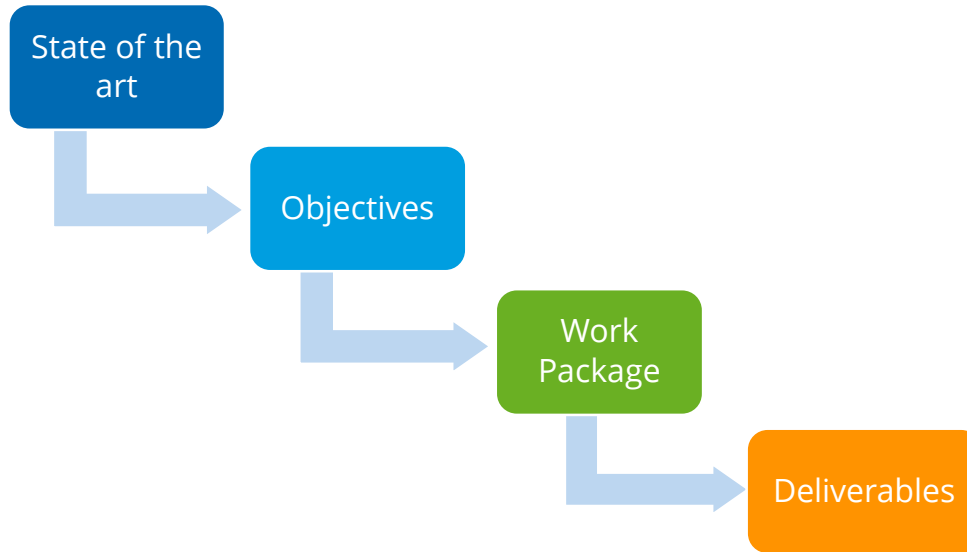 State of the
art
Objectives
Work
Package
Deliverables